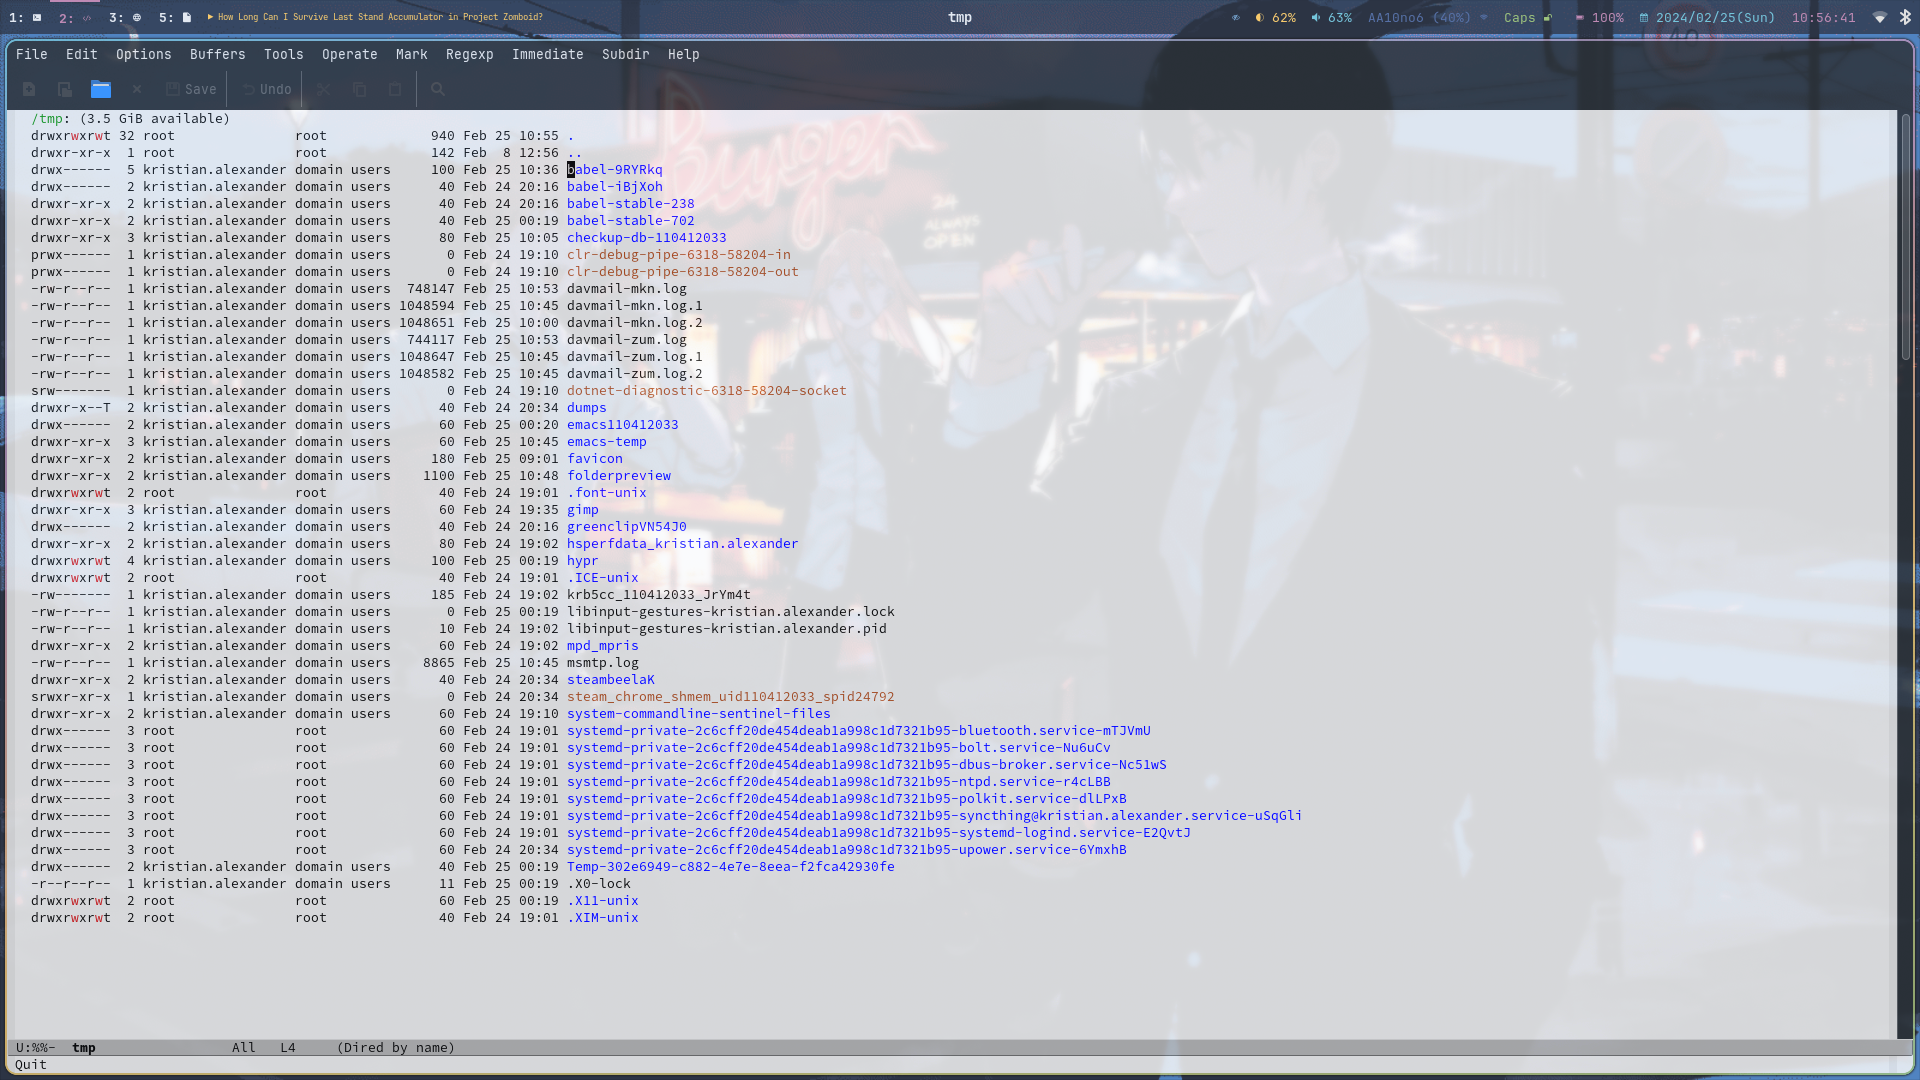 1: 2: 3: 5: How Long Can I Survive Last Stand Accumulator in Project Zomboid? tmp 62% 63% AA10no6 (40%) Caps 100% 2024/02/25(Sun) 10:56:41
File Edit Options Buffers Tools Operate Mark Regexp Immediate Subdir Help
Save Undo
/tmp: (3.5 GiB available)
drwxrwxrwt 32 root root 940 Feb 25 10:55 .
drwxr-xr-x 1 root root 142 Feb 8 12:56 ..
drwx------ 5 kristian.alexander domain users 100 Feb 25 10:36 babel-9RYRkq
drwx------ 2 kristian.alexander domain users 40 Feb 24 20:16 babel-iBjXoh
drwxr-xr-x 2 kristian.alexander domain users 40 Feb 24 20:16 babel-stable-238
drwxr-xr-x 2 kristian.alexander domain users 40 Feb 25 00:19 babel-stable-702
drwxr-xr-x 3 kristian.alexander domain users 80 Feb 25 10:05 checkup-db-110412033
prwx------ 1 kristian.alexander domain users 0 Feb 24 19:10 clr-debug-pipe-6318-58204-in
prwx------ 1 kristian.alexander domain users 0 Feb 24 19:10 clr-debug-pipe-6318-58204-out
-rw-r--r-- 1 kristian.alexander domain users 748147 Feb 25 10:53 davmail-mkn.log
-rw-r--r-- 1 kristian.alexander domain users 1048594 Feb 25 10:45 davmail-mkn.log.1
-rw-r--r-- 1 kristian.alexander domain users 1048651 Feb 25 10:00 davmail-mkn.log.2
-rw-r--r-- 1 kristian.alexander domain users 744117 Feb 25 10:53 davmail-zum.log
-rw-r--r-- 1 kristian.alexander domain users 1048647 Feb 25 10:45 davmail-zum.log.1
-rw-r--r-- 1 kristian.alexander domain users 1048582 Feb 25 10:45 davmail-zum.log.2
srw------- 1 kristian.alexander domain users 0 Feb 24 19:10 dotnet-diagnostic-6318-58204-socket
drwxr-x--T 2 kristian.alexander domain users 40 Feb 24 20:34 dumps
drwx------ 2 kristian.alexander domain users 60 Feb 25 00:20 emacs110412033
drwxr-xr-x 3 kristian.alexander domain users 60 Feb 25 10:45 emacs-temp
drwxr-xr-x 2 kristian.alexander domain users 180 Feb 25 09:01 favicon
drwxr-xr-x 2 kristian.alexander domain users 1100 Feb 25 10:48 folderpreview
drwxrwxrwt 2 root root 40 Feb 24 19:01 .font-unix
drwxr-xr-x 3 kristian.alexander domain users 60 Feb 24 19:35 gimp
drwx------ 2 kristian.alexander domain users 40 Feb 24 20:16 greenclipVN54J0
drwxr-xr-x 2 kristian.alexander domain users 80 Feb 24 19:02 hsperfdata_kristian.alexander
drwxrwxrwt 4 kristian.alexander domain users 100 Feb 25 00:19 hypr
drwxrwxrwt 2 root root 40 Feb 24 19:01 .ICE-unix
-rw------- 1 kristian.alexander domain users 185 Feb 24 19:02 krb5cc_110412033_JrYm4t
-rw-r--r-- 1 kristian.alexander domain users 0 Feb 25 00:19 libinput-gestures-kristian.alexander.lock
-rw-r--r-- 1 kristian.alexander domain users 10 Feb 24 19:02 libinput-gestures-kristian.alexander.pid
drwxr-xr-x 2 kristian.alexander domain users 60 Feb 24 19:02 mpd_mpris
-rw-r--r-- 1 kristian.alexander domain users 8865 Feb 25 10:45 msmtp.log
drwxr-xr-x 2 kristian.alexander domain users 40 Feb 24 20:34 steambeelaK
srwxr-xr-x 1 kristian.alexander domain users 0 Feb 24 20:34 steam_chrome_shmem_uid110412033_spid24792
drwxr-xr-x 2 kristian.alexander domain users 60 Feb 24 19:10 system-commandline-sentinel-files
drwx------ 3 root root 60 Feb 24 19:01 systemd-private-2c6cff20de454deab1a998c1d7321b95-bluetooth.service-mTJVmU
drwx------ 3 root root 60 Feb 24 19:01 systemd-private-2c6cff20de454deab1a998c1d7321b95-bolt.service-Nu6uCv
drwx------ 3 root root 60 Feb 24 19:01 systemd-private-2c6cff20de454deab1a998c1d7321b95-dbus-broker.service-Nc51wS
drwx------ 3 root root 60 Feb 24 19:01 systemd-private-2c6cff20de454deab1a998c1d7321b95-ntpd.service-r4cLBB
drwx------ 3 root root 60 Feb 24 19:01 systemd-private-2c6cff20de454deab1a998c1d7321b95-polkit.service-dlLPxB
drwx------ 3 root root 60 Feb 24 19:01 systemd-private-2c6cff20de454deab1a998c1d7321b95-syncthing@kristian.alexander.service-uSqGli
drwx------ 3 root root 60 Feb 24 19:01 systemd-private-2c6cff20de454deab1a998c1d7321b95-systemd-logind.service-E2QvtJ
drwx------ 3 root root 60 Feb 24 20:34 systemd-private-2c6cff20de454deab1a998c1d7321b95-upower.service-6YmxhB
drwx------ 2 kristian.alexander domain users 40 Feb 25 00:19 Temp-302e6949-c882-4e7e-8eea-f2fca42930fe
-r--r--r-- 1 kristian.alexander domain users 11 Feb 25 00:19 .X0-lock
drwxrwxrwt 2 root root 60 Feb 25 00:19 .X11-unix
drwxrwxrwt 2 root root 40 Feb 24 19:01 .XIM-unix
Burger
24
ALWAYS
OPEN
U:%%- tmp All L4 (Dired by name)
Quit